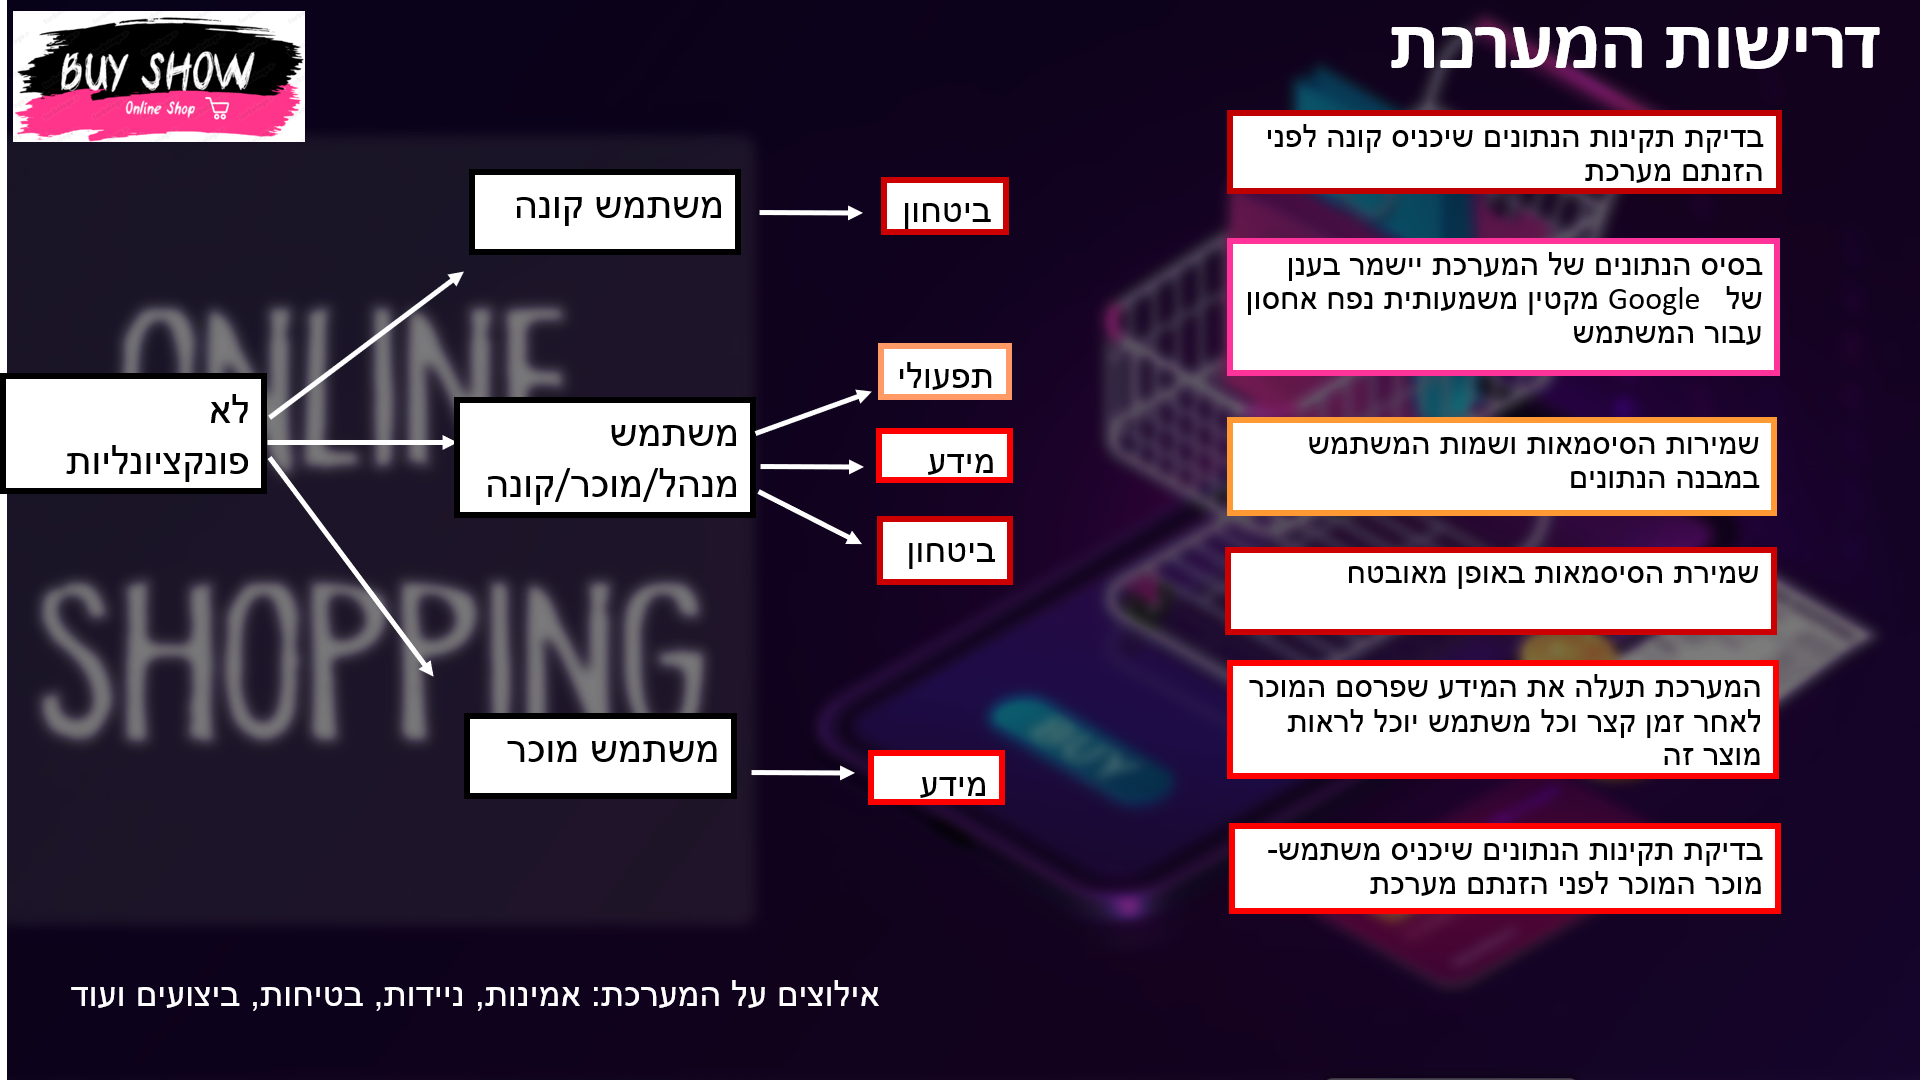 דרישות המערכת
BUY SHOW
Online Shop
בדיקת תקינות הנתונים שיכניס קונה לפני
הזנתם מערכת
משתמש קונה
ביטחון
בסיס הנתונים של המערכת יישמר בענן
של Google מקטין משמעותית נפח אחסון
עבור המשתמש
תפעולי
לא
פונקציונליות
משתמש
מנהל/מוכר/קונה
מידע
ביטחון
שמירות הסיסמאות ושמות המשתמש
במבנה הנתונים
שמירת הסיסמאות באופן מאובטח
המערכת תעלה את המידע שפרסם המוכר
לאחר זמן קצר וכל משתמש יוכל לראות
מוצר זה
משתמש מוכר
מידע
בדיקת תקינות הנתונים שיכניס משתמש-
מוכר המוכר לפני הזנתם מערכת
אילוצים על המערכת: אמינות, ניידות, בטיחות, ביצועים ועוד
ONLINE
SHOPPING
BUY